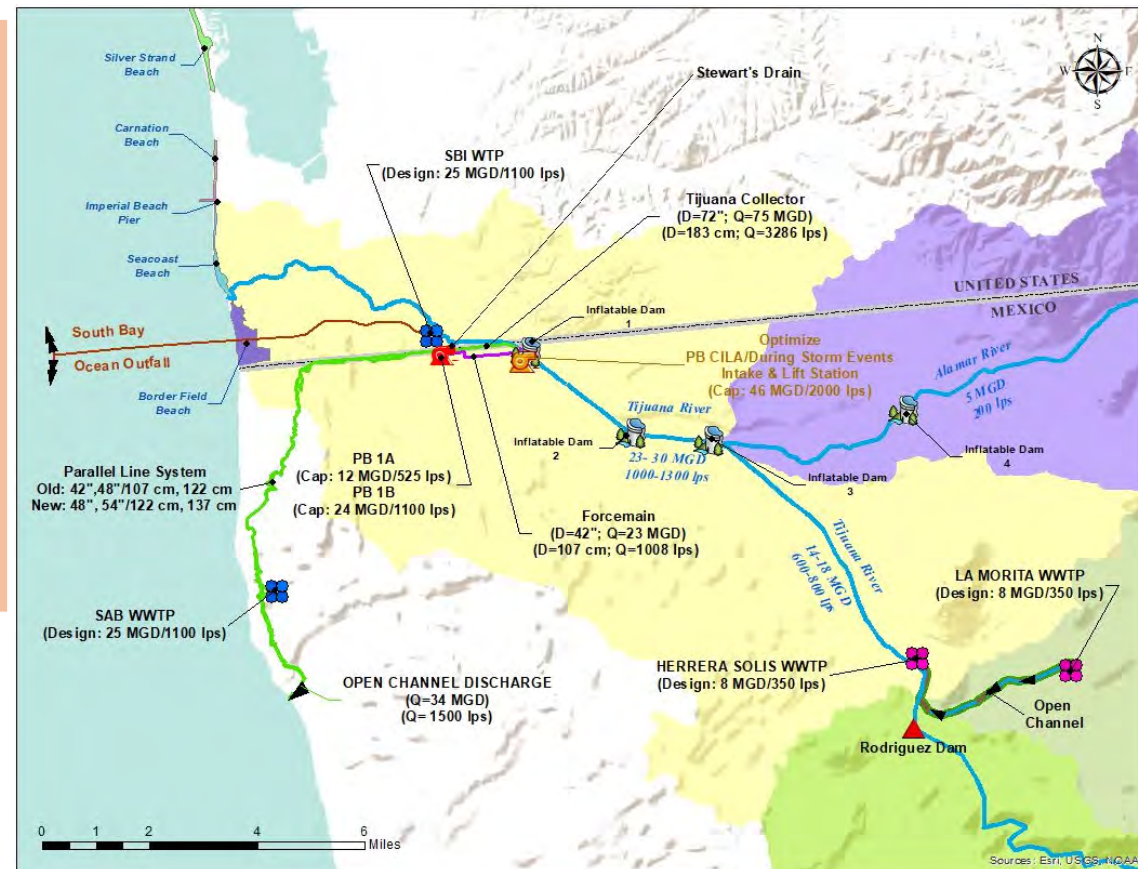 N
W
E
S
Silver Strand
Beach
Carnation
Beach
Imperial Beach
Pier
Seacoast
Beach
South Bay
Ocean Outfall
Border Field
Beach
Stewart's Drain
SBI WTP
(Design: 25 MGD/1100 lps)
Tijuana Collector
(D=72"; Q=75 MGD)
(D=183 cm; Q=3286 lps)
UNITED STATES
MEXICO
Inflatable Dam
1
Optimize
PB CILA/During Storm Events
Intake & Lift Station
(Cap: 46 MGD/2000 lps)
Alamar River
5 MGD
200 lps
Tijuana River
23- 30 MGD
1000-1300 lps
Inflatable Dam
2
Inflatable Dam
3
Inflatable Dam
4
Parallel Line System
Old: 42",48"/107 cm, 122 cm
New: 48", 54"/122 cm, 137 cm
PB 1A
(Cap: 12 MGD/525 lps)
PB 1B
(Cap: 24 MGD/1100 lps)
Forcemain
(D=42"; Q=23 MGD)
(D=107 cm; Q=1008 lps)
Tijuana River
14-18 MGD
600-800 lps
LA MORITA WWTP
(Design: 8 MGD/350 lps)
SAB WWTP
(Design: 25 MGD/1100 lps)
HERRERA SOLIS WWTP
(Design: 8 MGD/350 lps)
OPEN CHANNEL DISCHARGE
(Q=34 MGD)
(Q= 1500 lps)
Open
Channel
Rodriguez Dam
0 1 2 4 6
Miles
Sources: Esri, USGS, NOAA